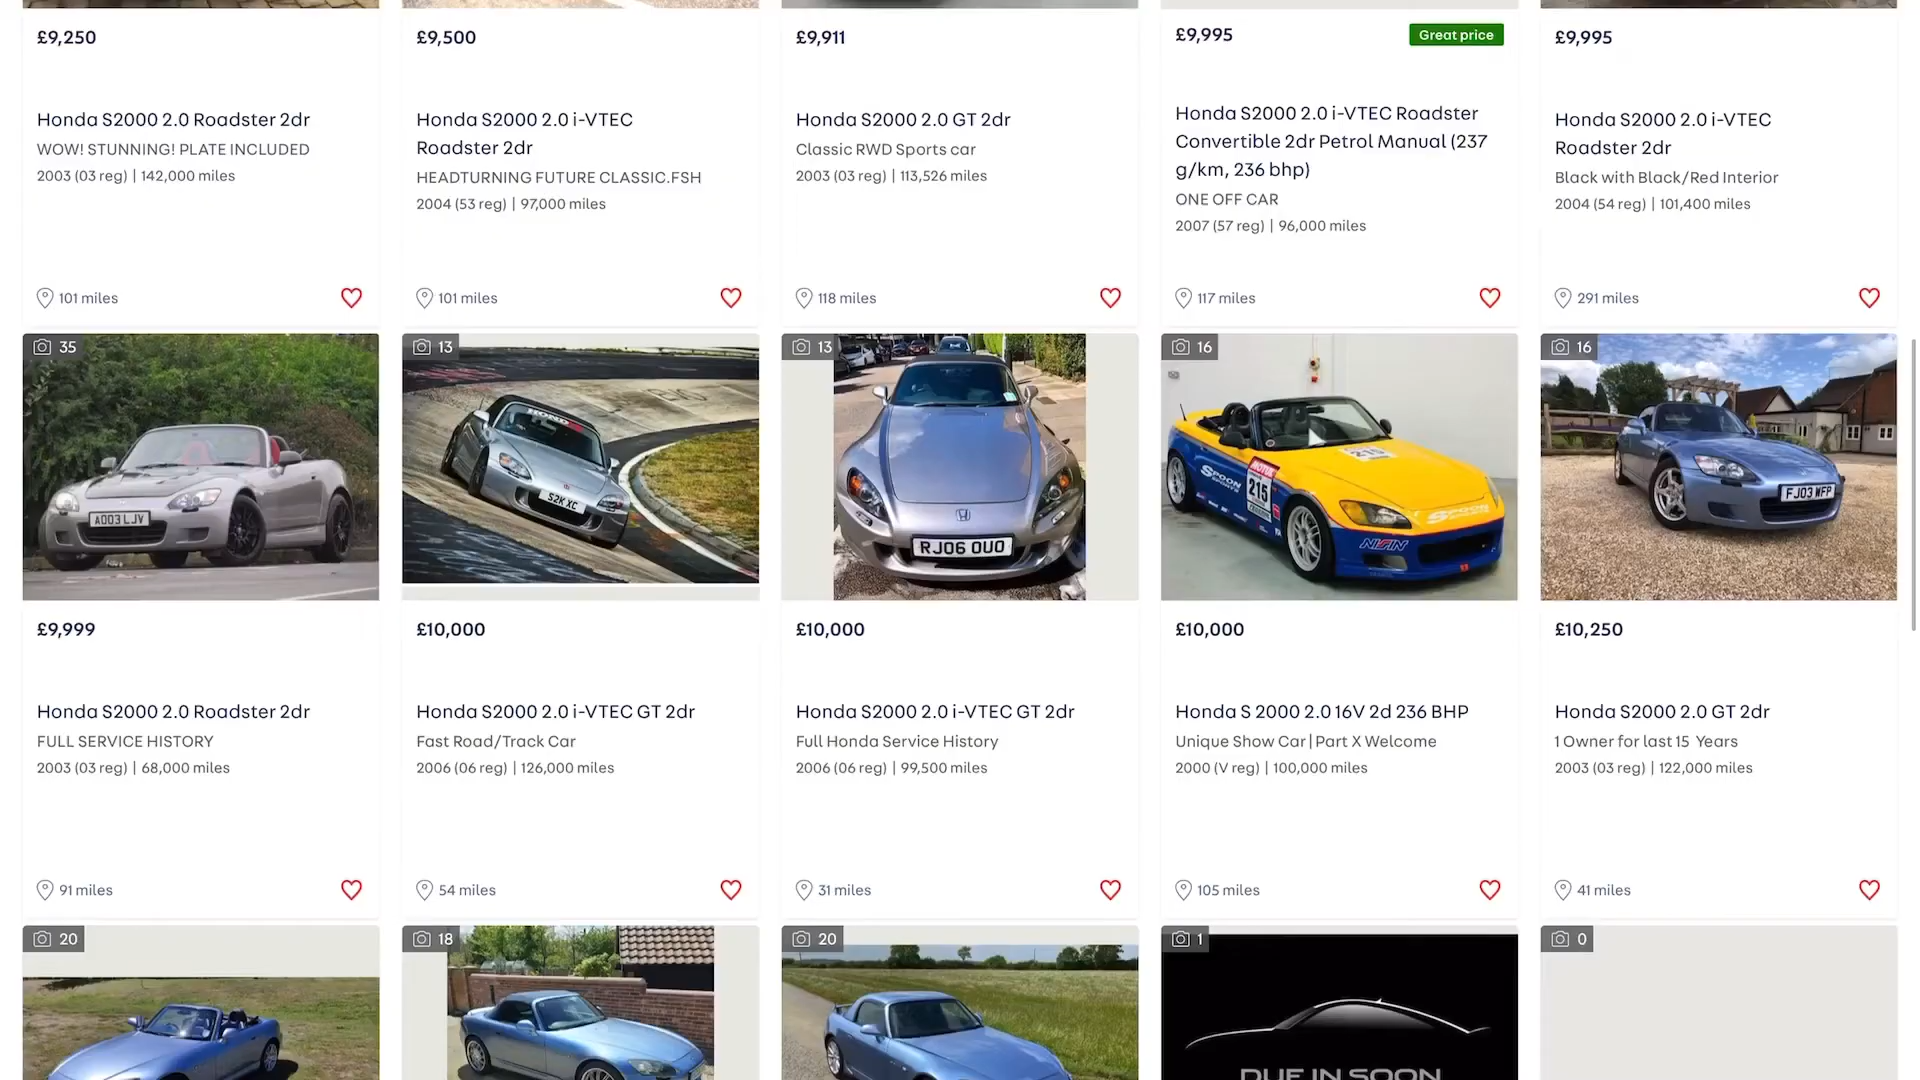 £9,250
Honda S2000 2.0 Roadster 2dr
WOW! STUNNING! PLATE INCLUDED
2003 (03 reg) | 142,000 miles
101 miles
£9,500
Honda S2000 2.0 i-VTEC
Roadster 2dr
HEADTURNING FUTURE CLASSIC.FSH
2004 (53 reg) | 97,000 miles
101 miles
£9,911
Honda S2000 2.0 GT 2dr
Classic RWD Sports car
2003 (03 reg) | 113,526 miles
118 miles
£9,995
Great price
Honda S2000 2.0 i-VTEC Roadster
Convertible 2dr Petrol Manual (237
g/km, 236 bhp)
ONE OFF CAR
2007 (57 reg) | 96,000 miles
117 miles
£9,995
Honda S2000 2.0 i-VTEC
Roadster 2dr
Black with Black/Red Interior
2004 (54 reg) | 101,400 miles
291 miles
35
AO03 LJV
£9,999
Honda S2000 2.0 Roadster 2dr
FULL SERVICE HISTORY
2003 (03 reg) | 68,000 miles
91 miles
13
S2K XC
£10,000
Honda S2000 2.0 i-VTEC GT 2dr
Fast Road/Track Car
2006 (06 reg) | 126,000 miles
54 miles
13
RJ06 OUO
£10,000
Honda S2000 2.0 i-VTEC GT 2dr
Full Honda Service History
2006 (06 reg) | 99,500 miles
31 miles
16
215
SPOON
SPORTS
MOTUL
215
SPOON
£10,000
Honda S 2000 2.0 16V 2d 236 BHP
Unique Show Car|Part X Welcome
2000 (V reg) | 100,000 miles
105 miles
16
FJ03 WFP
£10,250
Honda S2000 2.0 GT 2dr
1 Owner for last 15 Years
2003 (03 reg) | 122,000 miles
41 miles
20
18
20
1
DUE IN SOON
0